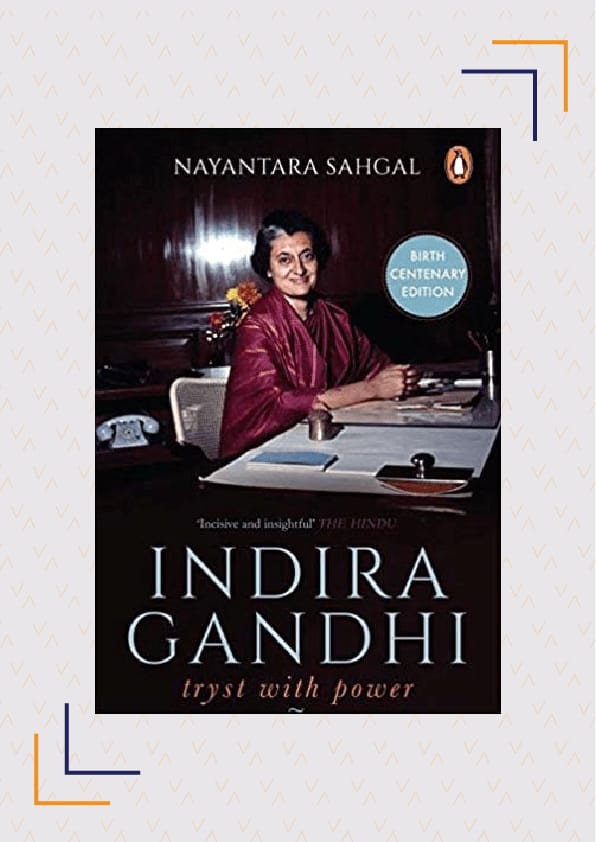 NAYANTARA SAHGAL
BIRTH
CENTENARY
EDITION
'Incisive and insightful' THE HINDU
INDIRA
GANDHI
tryst with power